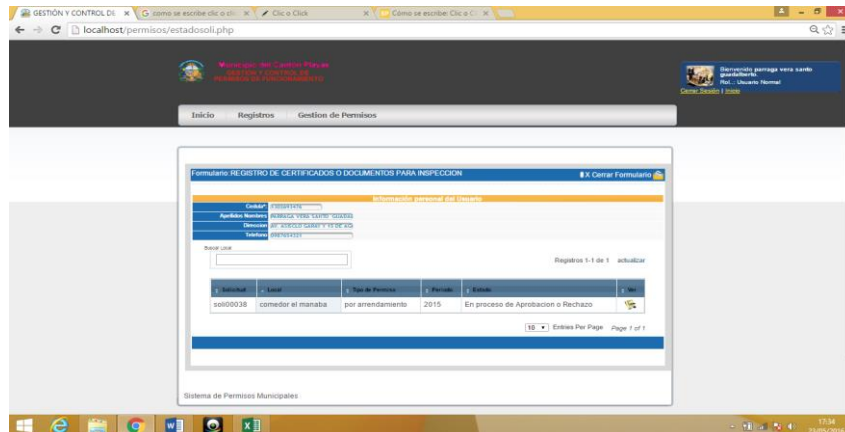 GESTIÓN Y CONTROL DE
como se escribe clic o cli
Clic o Click
Cómo se escribe: Clic o C
localhost/permisos/estadosoli.php
Municipio del Cantón Playas
GESTION Y CONTROL DE
PERMISOS DE FUNCIONAMIENTO
Bienvenido parraga vera santo
guadalberto.
Rol..: Usuario Normal
Cerrar Sesión | Inicio
Inicio Registros Gestion de Permisos
Formulario:REGISTRO DE CERTIFICADOS O DOCUMENTOS PARA INSPECCION
X Cerrar Formulario
Información personal del Usuario
Cedula*
Apellidos Nombres PARRAGA VERA SANTO
Direccion
Telefono
Buscar Local
Registros 1-1 de 1 actualizar
Solicitud Local Tipo de Permiso Periodo Estado Ver
soli00038 comedor el manaba por arrendamiento 2015 En proceso de Aprobacion o Rechazo
10 Entries Per Page Page 1 of 1
Sistema de Permisos Municipales
17:34